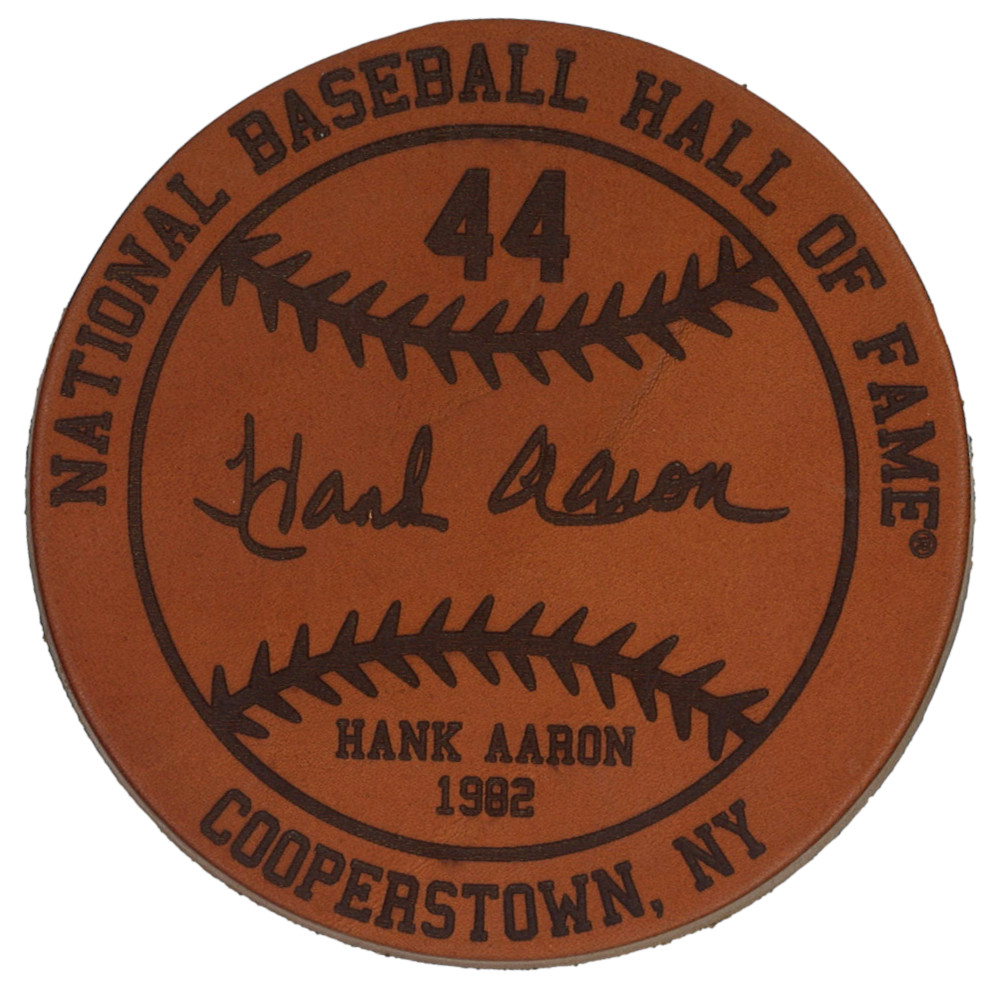 NATIONAL BASEBALL HALL OF FAME®
44
Hank Aaron
HANK AARON
1982
COOPERSTOWN, NY